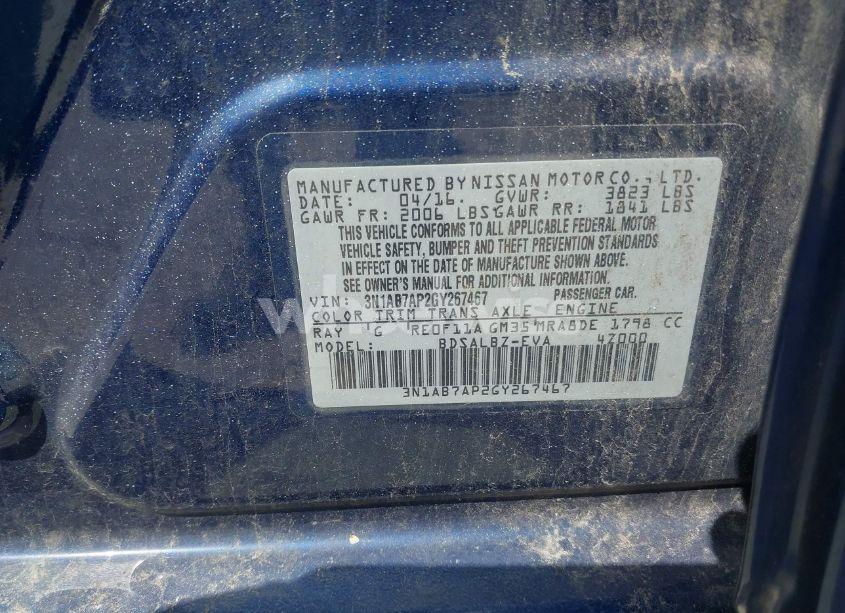 MANUFACTURED BY NISSAN MOTOR CO., LTD.
DATE: 04/16. GVWR: 3823 LBS
GAWR FR: 2006 LBS GAWR RR: 1841 LBS
THIS VEHICLE CONFORMS TO ALL APPLICABLE FEDERAL MOTOR
VEHICLE SAFETY, BUMPER AND THEFT PREVENTION STANDARDS
IN EFFECT ON THE DATE OF MANUFACTURE SHOWN ABOVE.
SEE OWNER'S MANUAL FOR ADDITIONAL INFORMATION.
VIN: 3N1AB7AP2GY267467 PASSENGER CAR.
COLOR TRIM TRANS AXLE ENGINE
RAY G RE0F11A GM35 MRA8DE 1798 CC
MODEL: BDSALBZ-EVA 4Z000
3N1AB7AP2GY267467